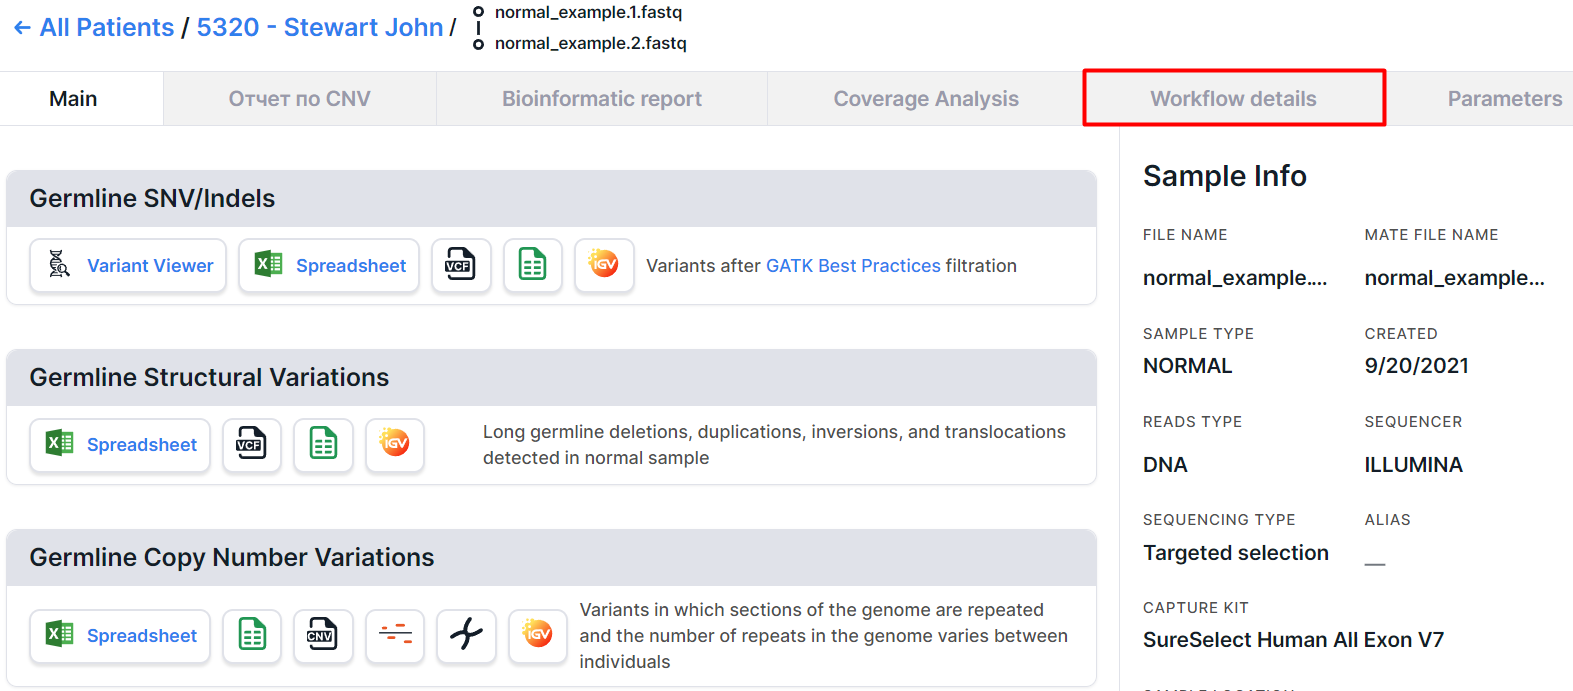 ← All Patients / 5320 - Stewart John /
normal_example.1.fastq
normal_example.2.fastq
Main
Отчет по CNV
Bioinformatic report
Coverage Analysis
Workflow details
Parameters
Germline SNV/Indels
Variant Viewer
Spreadsheet
VCF
IGV
Variants after GATK Best Practices filtration
Germline Structural Variations
Spreadsheet
VCF
IGV
Long germline deletions, duplications, inversions, and translocations
detected in normal sample
Germline Copy Number Variations
Spreadsheet
CNV
IGV
Variants in which sections of the genome are repeated
and the number of repeats in the genome varies between
individuals
Sample Info
FILE NAME
normal_example....
MATE FILE NAME
normal_example...
SAMPLE TYPE
NORMAL
CREATED
9/20/2021
READS TYPE
DNA
SEQUENCER
ILLUMINA
SEQUENCING TYPE
Targeted selection
ALIAS
__
CAPTURE KIT
SureSelect Human All Exon V7